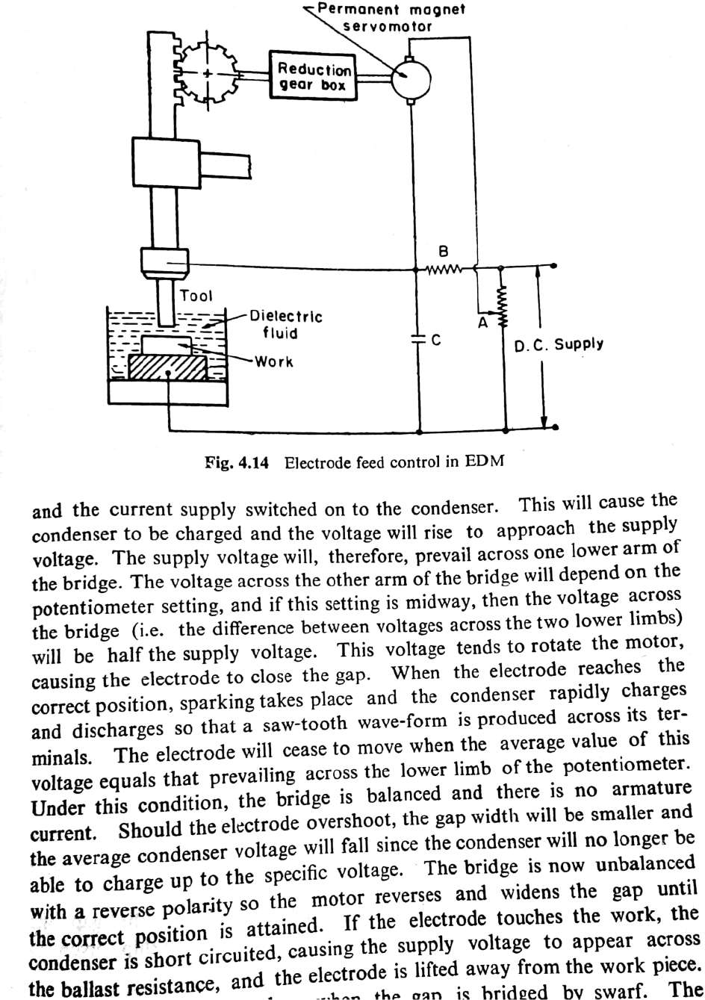 Permanent magnet
servomotor
Reduction
gear box
B
Tool
Dielectric
fluid
A
C
D.C. Supply
Work
Fig. 4.14 Electrode feed control in EDM
and the current supply switched on to the condenser. This will cause the
condenser to be charged and the voltage will rise to approach the supply
voltage. The supply voltage will, therefore, prevail across one lower arm of
the bridge. The voltage across the other arm of the bridge will depend on the
potentiometer setting, and if this setting is midway, then the voltage across
the bridge (i.e. the difference between voltages across the two lower limbs)
will be half the supply voltage. This voltage tends to rotate the motor,
causing the electrode to close the gap. When the electrode reaches the
correct position, sparking takes place and the condenser rapidly charges
and discharges so that a saw-tooth wave-form is produced across its ter-
minals. The electrode will cease to move when the average value of this
voltage equals that prevailing across the lower limb of the potentiometer.
Under this condition, the bridge is balanced and there is no armature
current. Should the electrode overshoot, the gap width will be smaller and
the average condenser voltage will fall since the condenser will no longer be
able to charge up to the specific voltage. The bridge is now unbalanced
with a reverse polarity so the motor reverses and widens the gap until
the correct position is attained. If the electrode touches the work, the
condenser is short circuited, causing the supply voltage to appear across
the ballast resistance, and the electrode is lifted away from the work piece.
when the gap is bridged by swarf. The